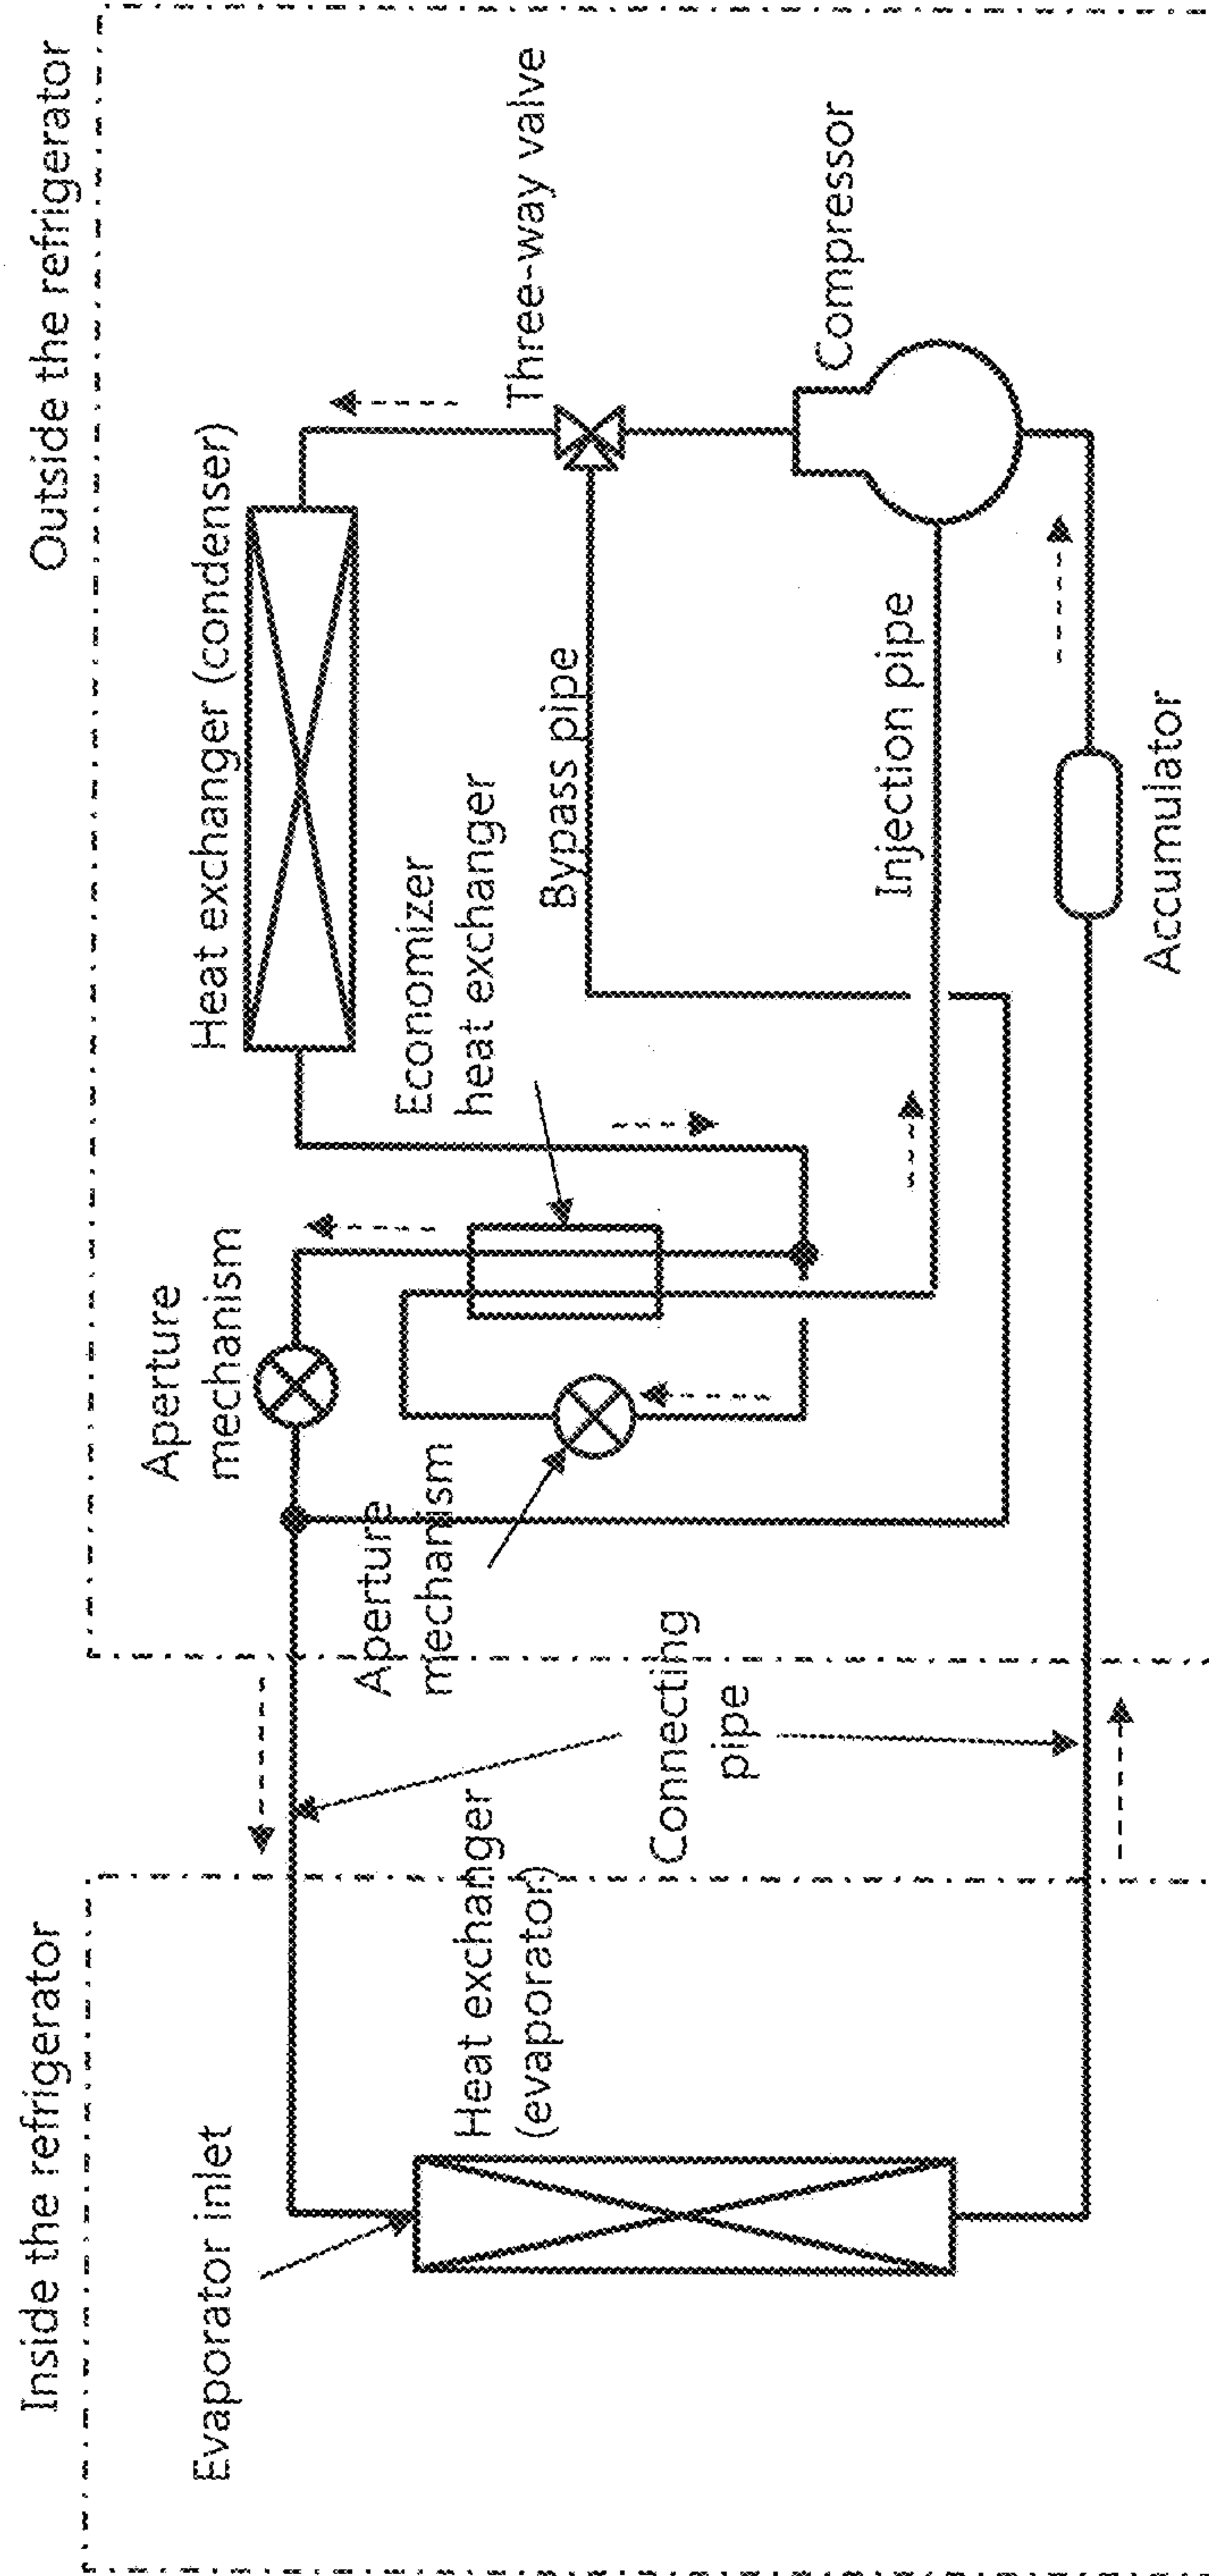 Inside the refrigerator
Outside the refrigerator
Evaporator inlet
Heat exchanger
(evaporator)
Connecting
pipe
Aperture
mechanism
Aperture
mechanism
Economizer
heat exchanger
Heat exchanger (condenser)
Bypass pipe
Three-way valve
Injection pipe
Compressor
Accumulator